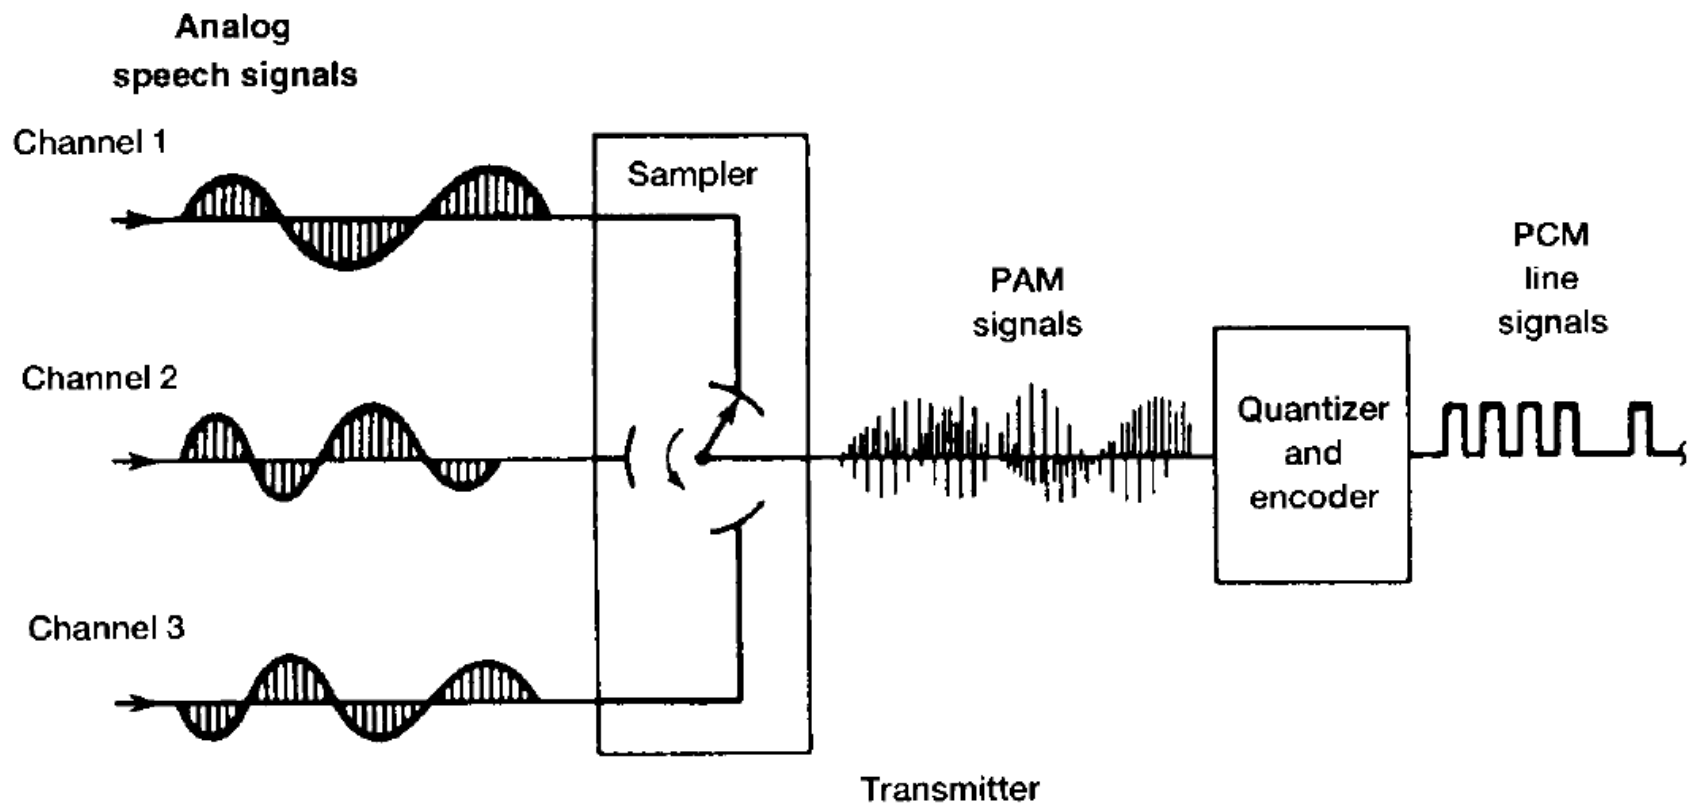 Analog
speech signals
Channel 1
Sampler
PCM
line
signals
PAM
signals
Channel 2
Quantizer
and
encoder
Channel 3
Transmitter